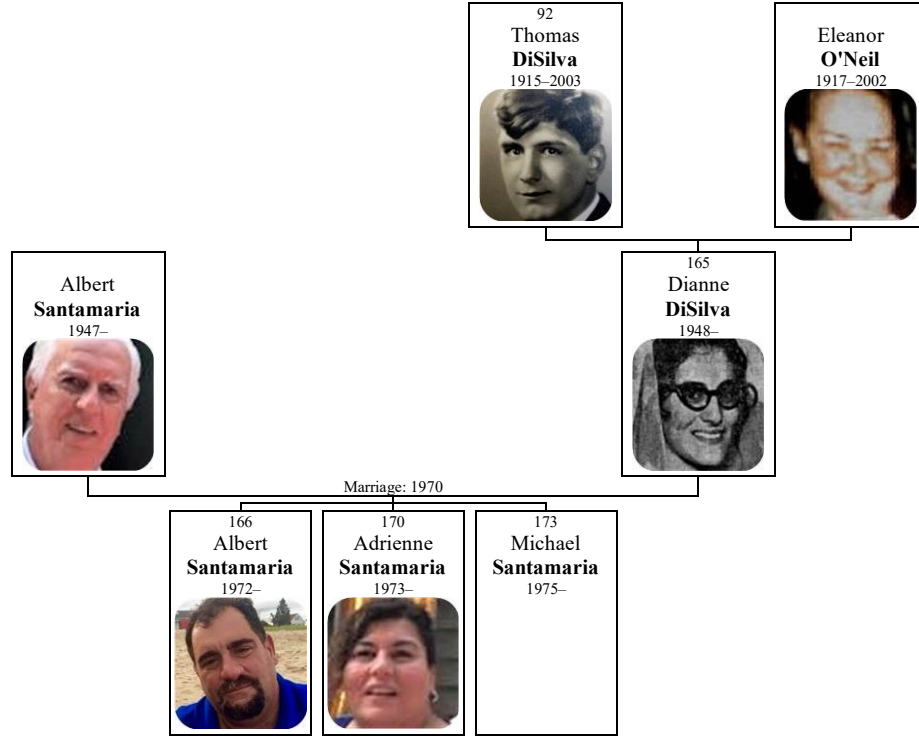 92
Thomas
DiSilva
1915–2003
Eleanor
O'Neil
1917–2002
Albert
Santamaria
1947–
165
Dianne
DiSilva
1948–
Marriage: 1970
166
Albert
Santamaria
1972–
170
Adrienne
Santamaria
1973–
173
Michael
Santamaria
1975–